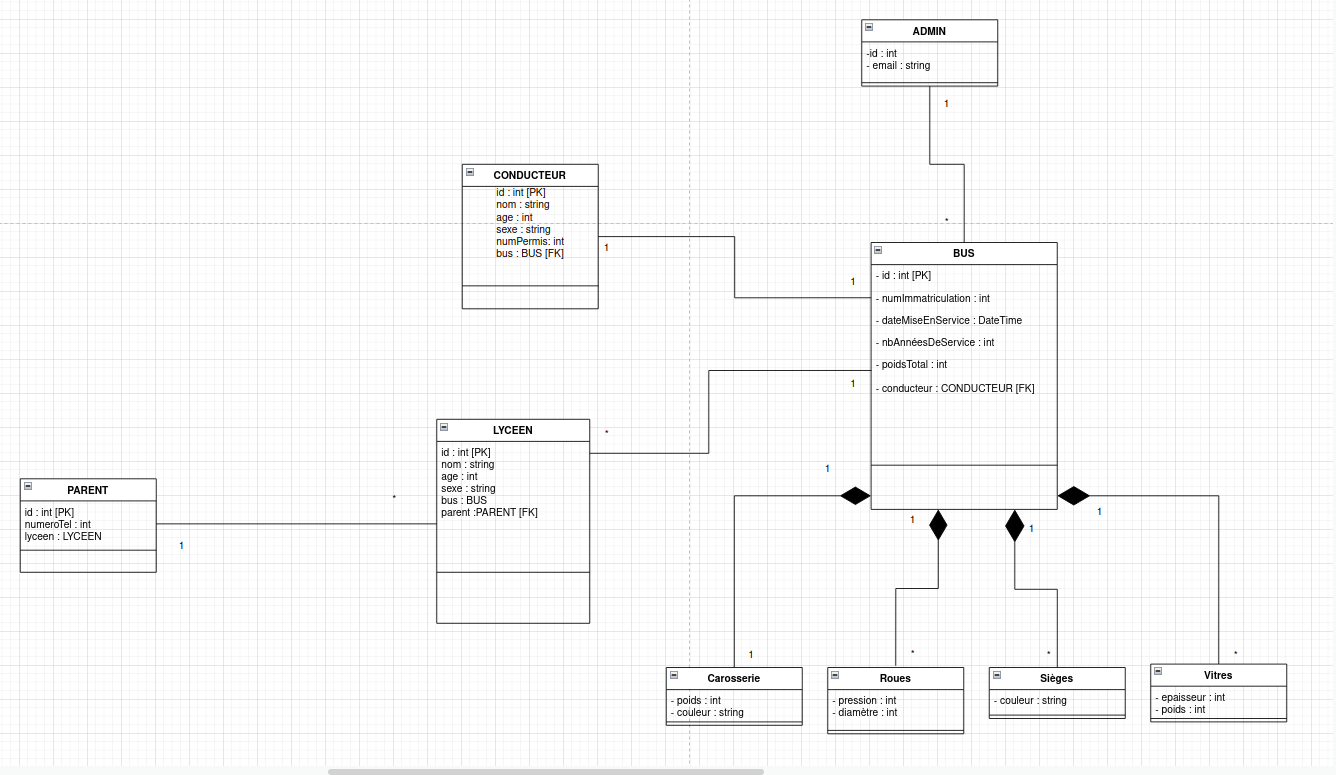 ADMIN
-id : int
- email : string
1
*
CONDUCTEUR
id : int [PK]
nom : string
age : int
sexe : string
numPermis: int
bus : BUS [FK]
1
1
BUS
- id : int [PK]
- numImmatriculation : int
- dateMiseEnService : DateTime
- nbAnnéesDeService : int
- poidsTotal : int
- conducteur : CONDUCTEUR [FK]
1
*
LYCEEN
id : int [PK]
nom : string
age : int
sexe : string
bus : BUS
parent :PARENT [FK]
PARENT
id : int [PK]
numeroTel : int
lyceen : LYCEEN
*
1
1
1
1
1
1
*
*
*
Carosserie
- poids : int
- couleur : string
Roues
- pression : int
- diamètre : int
Sièges
- couleur : string
Vitres
- epaisseur : int
- poids : int